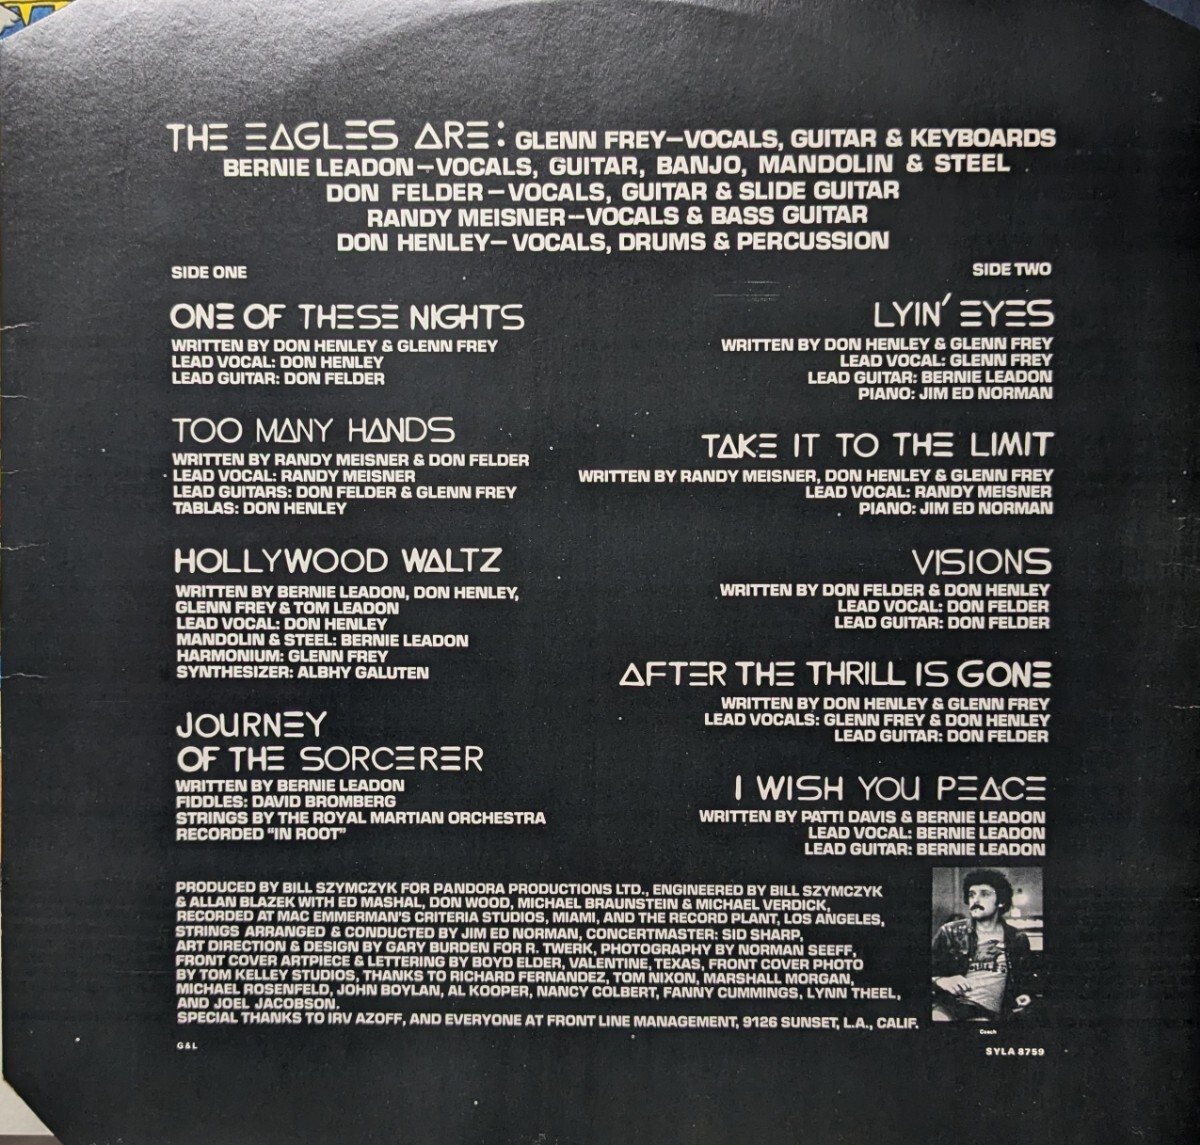 THE EAGLES ARE: GLENN FREY—VOCALS, GUITAR & KEYBOARDS
BERNIE LEADON—VOCALS, GUITAR, BANJO, MANDOLIN & STEEL
DON FELDER—VOCALS, GUITAR & SLIDE GUITAR
RANDY MEISNER—VOCALS & BASS GUITAR
DON HENLEY—VOCALS, DRUMS & PERCUSSION
SIDE ONE
ONE OF THESE NIGHTS
WRITTEN BY DON HENLEY & GLENN FREY
LEAD VOCAL: DON HENLEY
LEAD GUITAR: DON FELDER
TOO MANY HANDS
WRITTEN BY RANDY MEISNER & DON FELDER
LEAD VOCAL: RANDY MEISNER
LEAD GUITARS: DON FELDER & GLENN FREY
TABLAS: DON HENLEY
HOLLYWOOD WALTZ
WRITTEN BY BERNIE LEADON, DON HENLEY,
GLENN FREY & TOM LEADON
LEAD VOCAL: DON HENLEY
MANDOLIN & STEEL: BERNIE LEADON
HARMONIUM: GLENN FREY
SYNTHESIZER: ALBHY GALUTEN
JOURNEY
OF THE SORCERER
WRITTEN BY BERNIE LEADON
FIDDLES: DAVID BROMBERG
STRINGS BY THE ROYAL MARTIAN ORCHESTRA
RECORDED "IN ROOT"
SIDE TWO
LYIN' EYES
WRITTEN BY DON HENLEY & GLENN FREY
LEAD VOCAL: GLENN FREY
LEAD GUITAR: BERNIE LEADON
PIANO: JIM ED NORMAN
TAKE IT TO THE LIMIT
WRITTEN BY RANDY MEISNER, DON HENLEY & GLENN FREY
LEAD VOCAL: RANDY MEISNER
PIANO: JIM ED NORMAN
VISIONS
WRITTEN BY DON FELDER & DON HENLEY
LEAD VOCAL: DON FELDER
LEAD GUITAR: DON FELDER
AFTER THE THRILL IS GONE
WRITTEN BY DON HENLEY & GLENN FREY
LEAD VOCALS: GLENN FREY & DON HENLEY
LEAD GUITAR: DON FELDER
I WISH YOU PEACE
WRITTEN BY PATTI DAVIS & BERNIE LEADON
LEAD VOCAL: BERNIE LEADON
LEAD GUITAR: BERNIE LEADON
PRODUCED BY BILL SZYMCZYK FOR PANDORA PRODUCTIONS LTD., ENGINEERED BY BILL SZYMCZYK
& ALLAN BLAZEK WITH ED MASHAL, DON WOOD, MICHAEL BRAUNSTEIN & MICHAEL VERDICK,
RECORDED AT MAC EMMERMAN'S CRITERIA STUDIOS, MIAMI, AND THE RECORD PLANT, LOS ANGELES,
STRINGS ARRANGED & CONDUCTED BY JIM ED NORMAN, CONCERTMASTER: SID SHARP,
ART DIRECTION & DESIGN BY GARY BURDEN FOR R. TWERK, PHOTOGRAPHY BY NORMAN SEEFF,
FRONT COVER ARTPIECE & LETTERING BY BOYD ELDER, VALENTINE, TEXAS, FRONT COVER PHOTO
BY TOM KELLEY STUDIOS, THANKS TO RICHARD FERNANDEZ, TOM NIXON, MARSHALL MORGAN,
MICHAEL ROSENFELD, JOHN BOYLAN, AL KOOPER, NANCY COLBERT, FANNY CUMMINGS, LYNN THEEL,
AND JOEL JACOBSON.
SPECIAL THANKS TO IRV AZOFF, AND EVERYONE AT FRONT LINE MANAGEMENT, 9126 SUNSET, L.A., CALIF.
Coach
G&L
SYLA 8759